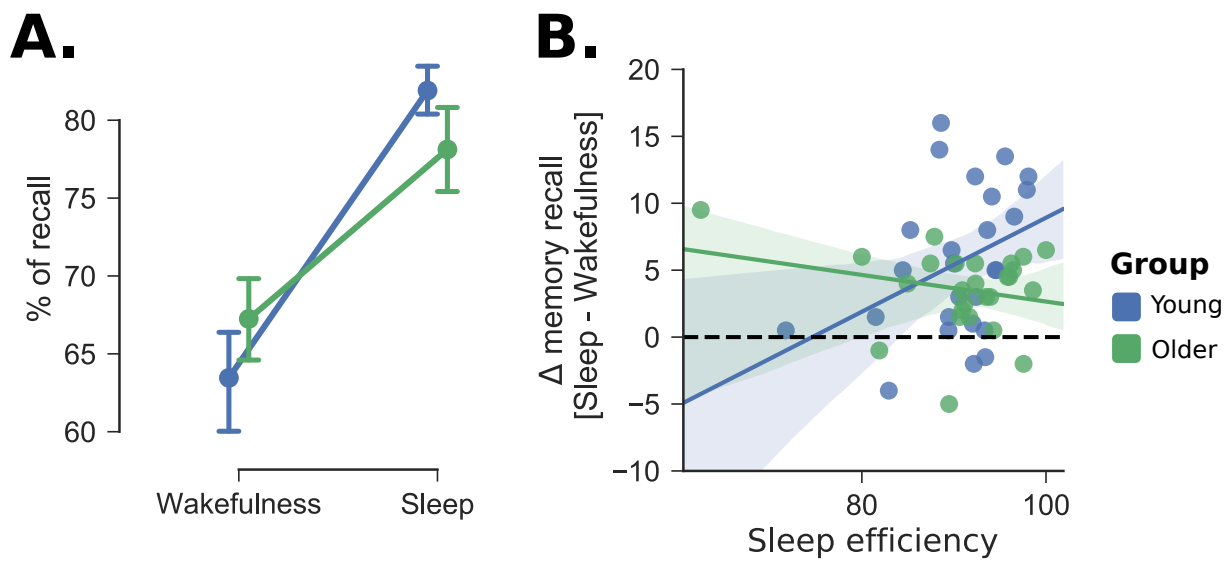 A.
% of recall
80
75
70
65
60
Wakefulness
Sleep
B.
Δ memory recall
[Sleep - Wakefulness]
20
15
10
5
0
−5
−10
80
100
Sleep efficiency
Group
Young
Older